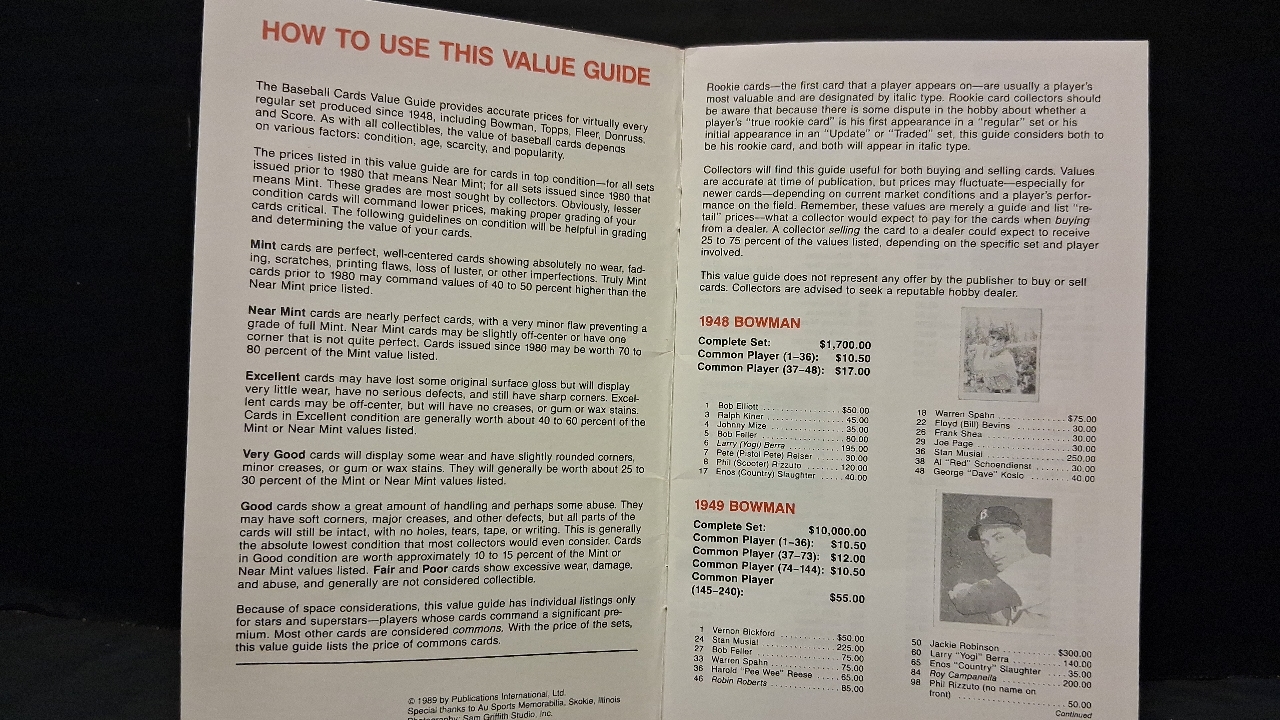 HOW TO USE THIS VALUE GUIDE
The Baseball Cards Value Guide provides accurate prices for virtually every
regular set produced since 1948, including Bowman, Topps, Fleer, Donruss,
and Score. As with all collectibles, the value of baseball cards depends
on various factors: condition, age, scarcity, and popularity.
The prices listed in this value guide are for cards in top condition—for all sets
issued prior to 1980 that means Near Mint; for all sets issued since 1980 that
means Mint. These grades are most sought by collectors. Obviously, lesser
condition cards will command lower prices, making proper grading of your
cards critical. The following guidelines on condition will be helpful in grading
and determining the value of your cards.
Mint cards are perfect, well-centered cards showing absolutely no wear, fad-
ing, scratches, printing flaws, loss of luster, or other imperfections. Truly Mint
cards prior to 1980 may command values of 40 to 50 percent higher than the
Near Mint price listed.
Near Mint cards are nearly perfect cards, with a very minor flaw preventing a
grade of full Mint. Near Mint cards may be slightly off-center or have one
corner that is not quite perfect. Cards issued since 1980 may be worth 70 to
80 percent of the Mint value listed.
Excellent cards may have lost some original surface gloss but will display
very little wear, have no serious defects, and still have sharp corners. Excel-
lent cards may be off-center, but will have no creases, or gum or wax stains.
Cards in Excellent condition are generally worth about 40 to 60 percent of the
Mint or Near Mint values listed.
Very Good cards will display some wear and have slightly rounded corners,
minor creases, or gum or wax stains. They will generally be worth about 25 to
30 percent of the Mint or Near Mint values listed.
Good cards show a great amount of handling and perhaps some abuse. They
may have soft corners, major creases, and other defects, but all parts of the
cards will still be intact, with no holes, tears, tape, or writing. This is generally
the absolute lowest condition that most collectors would even consider. Cards
in Good condition are worth approximately 10 to 15 percent of the Mint or
Near Mint values listed. Fair and Poor cards show excessive wear, damage,
and abuse, and generally are not considered collectible.
Because of space considerations, this value guide has individual listings only
for stars and superstars—players whose cards command a significant pre-
mium. Most other cards are considered commons. With the price of the sets,
this value guide lists the price of commons cards.
© 1989 by Publications International, Ltd.
Special thanks to Au Sports Memorabilia, Skokie, Illinois
Photography: Sam Griffith Studio, Inc.
Rookie cards—the first card that a player appears on—are usually a player's
most valuable and are designated by italic type. Rookie card collectors should
be aware that because there is some dispute in the hobby about whether a
player's "true rookie card" is his first appearance in a "regular" set or his
initial appearance in an "Update" or "Traded" set, this guide considers both to
be his rookie card, and both will appear in italic type.
Collectors will find this guide useful for both buying and selling cards. Values
are accurate at time of publication, but prices may fluctuate—especially for
newer cards—depending on current market conditions and a player's perfor-
mance on the field. Remember, these values are merely a guide and list "re-
tail" prices—what a collector would expect to pay for the cards when buying
from a dealer. A collector selling the card to a dealer could expect to receive
25 to 75 percent of the values listed, depending on the specific set and player
involved.
This value guide does not represent any offer by the publisher to buy or sell
cards. Collectors are advised to seek a reputable hobby dealer.
1948 BOWMAN
Complete Set: $1,700.00
Common Player (1–36): $10.50
Common Player (37–48): $17.00
1 Bob Elliott $50.00
3 Ralph Kiner 45.00
4 Johnny Mize 35.00
5 Bob Feller 80.00
6 Larry (Yogi) Berra 195.00
7 Pete (Pistol Pete) Reiser 30.00
8 Phil (Scooter) Rizzuto 120.00
17 Enos (Country) Slaughter 40.00
18 Warren Spahn $75.00
22 Floyd (Bill) Bevins 30.00
26 Frank Shea 30.00
29 Joe Page 30.00
36 Stan Musial 250.00
38 Al "Red" Schoendienst 30.00
48 George "Dave" Koslo 40.00
1949 BOWMAN
Complete Set: $10,000.00
Common Player (1–36): $10.50
Common Player (37–73): $12.00
Common Player (74–144): $10.50
Common Player
(145–240): $55.00
1 Vernon Bickford $50.00
24 Stan Musial 225.00
27 Bob Feller 75.00
33 Warren Spahn 75.00
36 Harold "Pee Wee" Reese 65.00
46 Robin Roberts 85.00
50 Jackie Robinson $300.00
60 Larry "Yogi" Berra 140.00
65 Enos "Country" Slaughter 35.00
84 Roy Campanella 200.00
98 Phil Rizzuto (no name on
front) 50.00
Continued